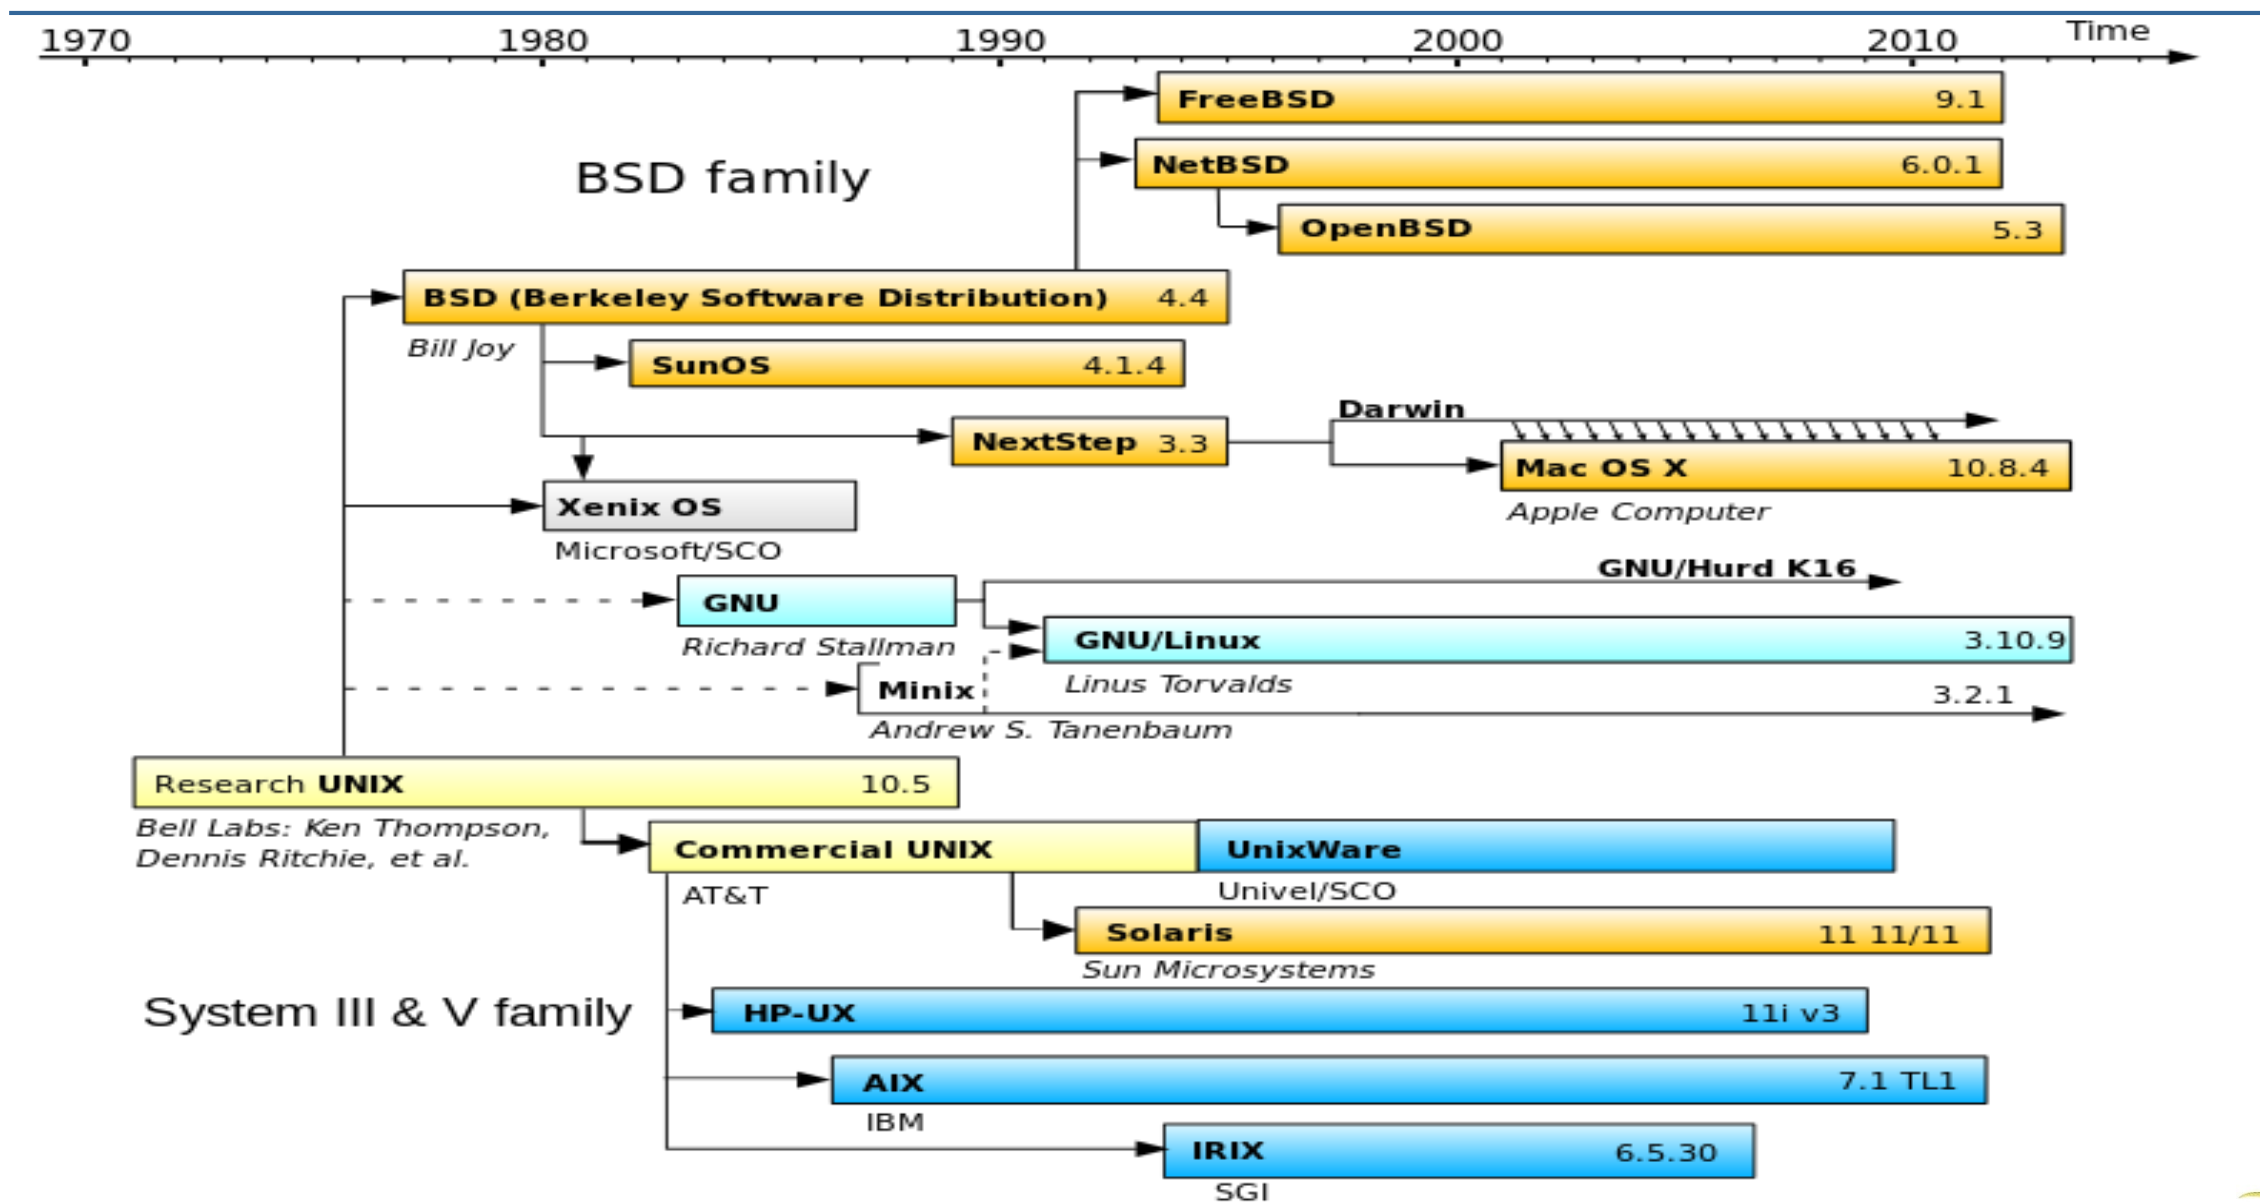 1970 1980 1990 2000 2010 Time
FreeBSD 9.1
BSD family
NetBSD 6.0.1
OpenBSD 5.3
BSD (Berkeley Software Distribution) 4.4
Bill Joy
SunOS 4.1.4
Darwin
NextStep 3.3
Mac OS X 10.8.4
Apple Computer
Xenix OS
Microsoft/SCO
GNU/Hurd K16
GNU
Richard Stallman
GNU/Linux 3.10.9
Linus Torvalds
Minix 3.2.1
Andrew S. Tanenbaum
Research UNIX 10.5
Bell Labs: Ken Thompson,
Dennis Ritchie, et al.
Commercial UNIX
AT&T
UnixWare
Univel/SCO
Solaris 11 11/11
Sun Microsystems
System III & V family
HP-UX 11i v3
AIX 7.1 TL1
IBM
IRIX 6.5.30
SGI